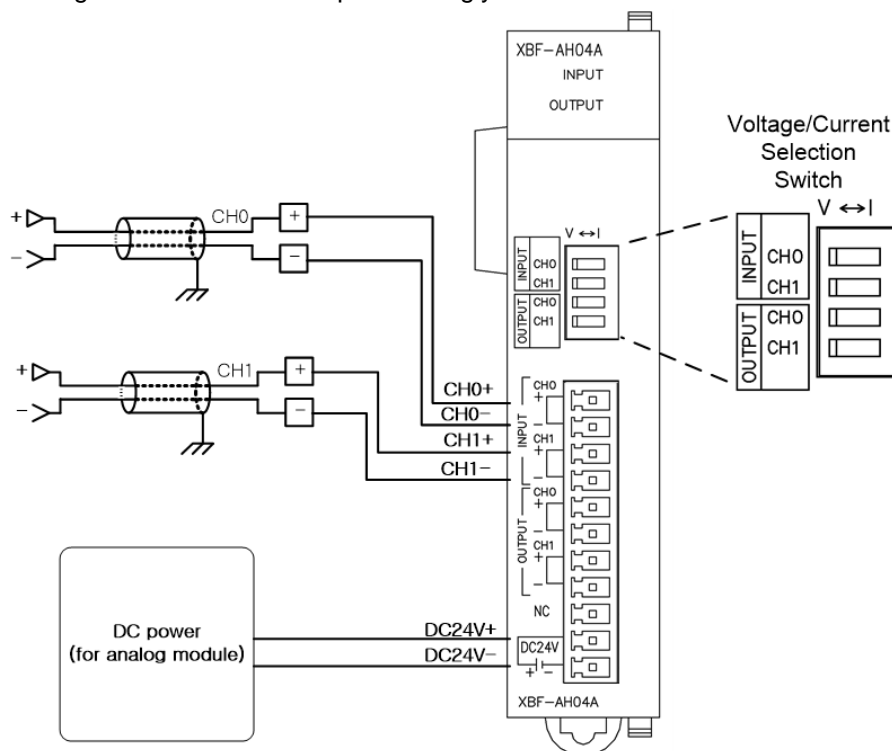 XBF-AH04A
INPUT
OUTPUT
Voltage/Current
Selection
Switch
V ↔ I
INPUT
CH0
CH1
OUTPUT
CH0
CH1
V ↔ I
INPUT
CH0
CH1
OUTPUT
CH0
CH1
+
CH0
+
-
-
+
CH1
+
-
-
CH0+
CH0-
CH1+
CH1-
INPUT
CH0
+
-
CH1
+
-
OUTPUT
CH0
+
-
CH1
+
-
NC
DC power
(for analog module)
DC24V+
DC24V-
DC24V
+ -
XBF-AH04A